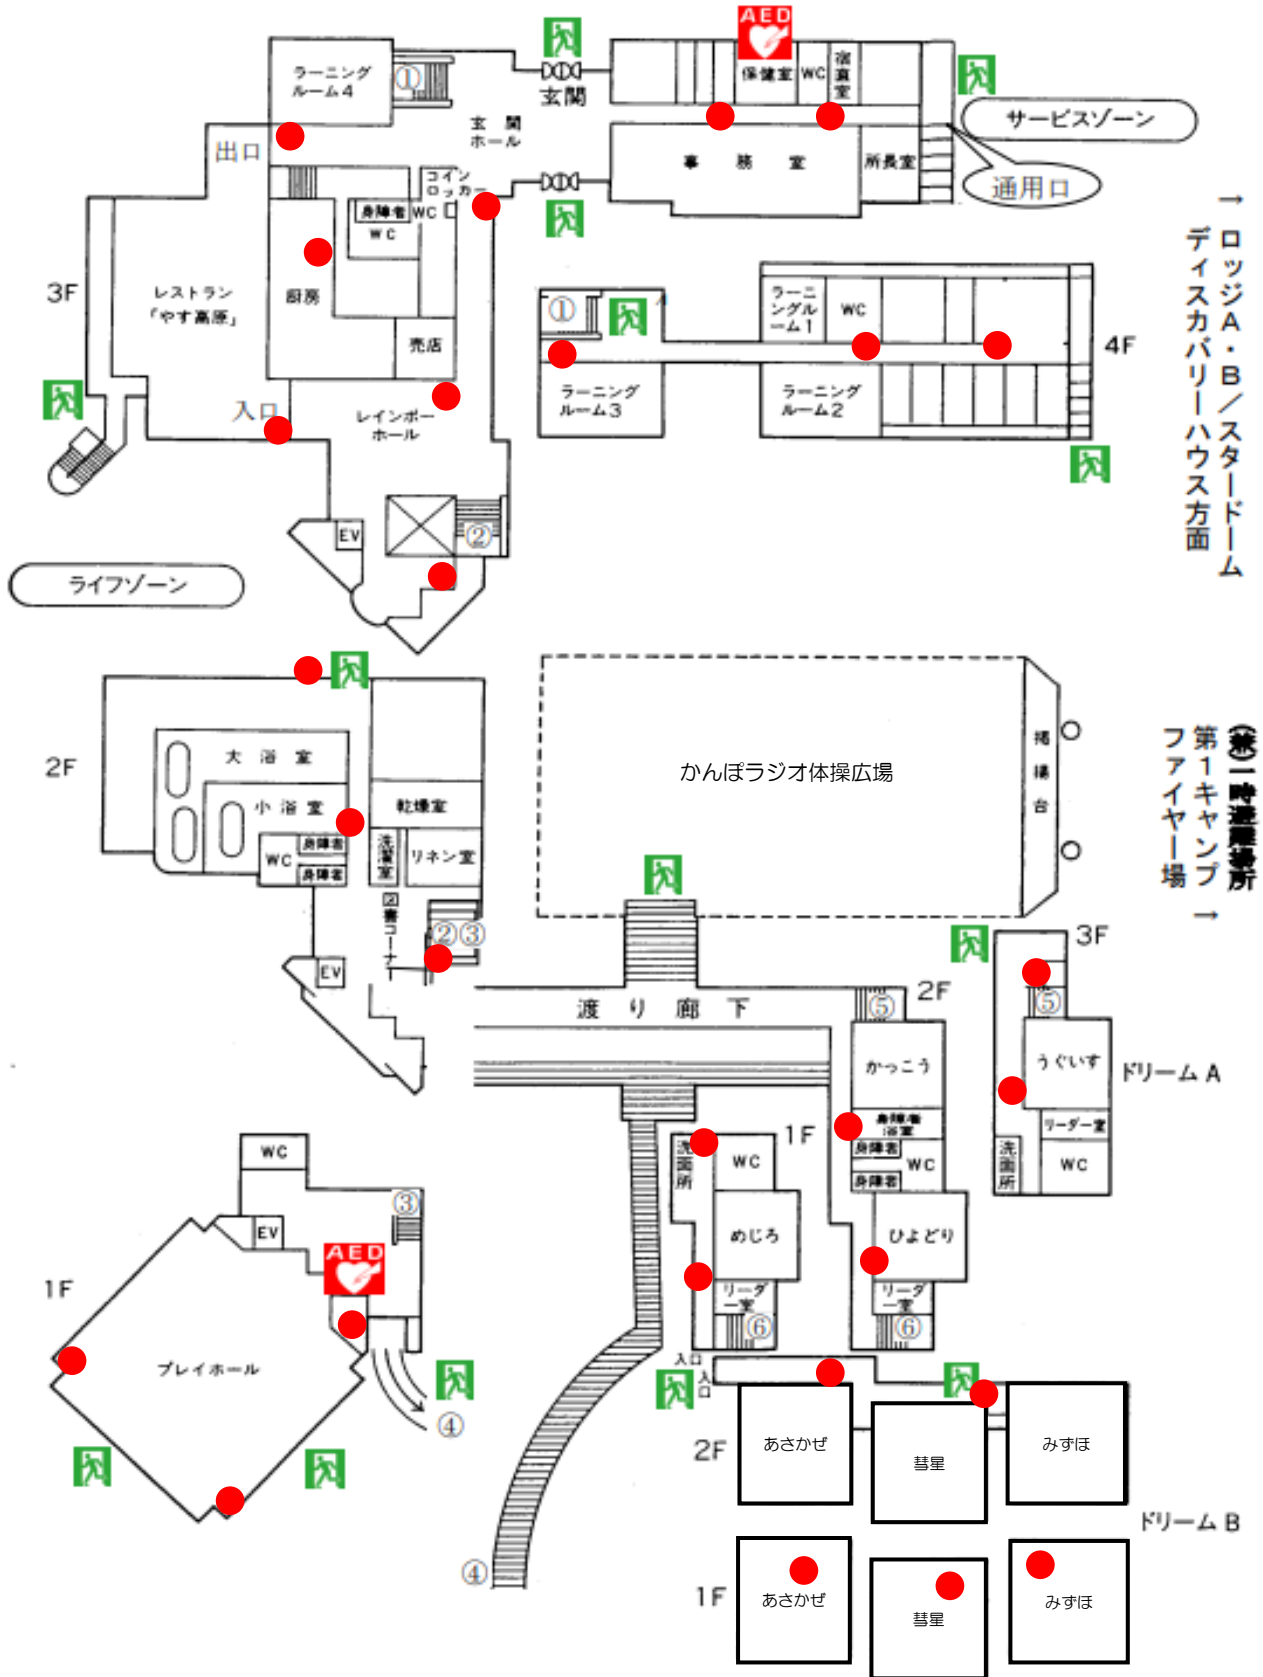 AED
ラーニング
ルーム4
①
玄関
保健室
WC
宿直室
サービスゾーン
玄関
ホール
出口
事務室
所長室
通用口
コイン
ロッカー
身障者
WC
WC
3F
レストラン
「やす高原」
厨房
売店
入口
レインボー
ホール
EV
②
①
ラーニング
ルーム3
ラーニ
ングル
ーム1
WC
ラーニング
ルーム2
4F
→ ロッジA・B/スタードーム
ディスカバリーハウス方面
ライフゾーン
2F
大浴室
小浴室
WC
身障者
身障者
乾燥室
洗濯室
リネン室
図書コーナー
②③
EV
かんぽラジオ体操広場
掲揚台
(兼)一時避難場所
第1キャンプ
ファイヤー場 →
渡り廊下
2F
⑤
かっこう
身障者
浴室
身障者
WC
身障者
ひよどり
リーダ
ー室
⑥
3F
⑤
うぐいす
リーダー室
洗面所
WC
ドリーム A
1F
洗面所
WC
めじろ
リーダ
ー室
⑥
入口
入口
WC
③
EV
AED
1F
プレイホール
④
④
2F
あさかぜ
彗星
みずほ
ドリーム B
1F
あさかぜ
彗星
みずほ